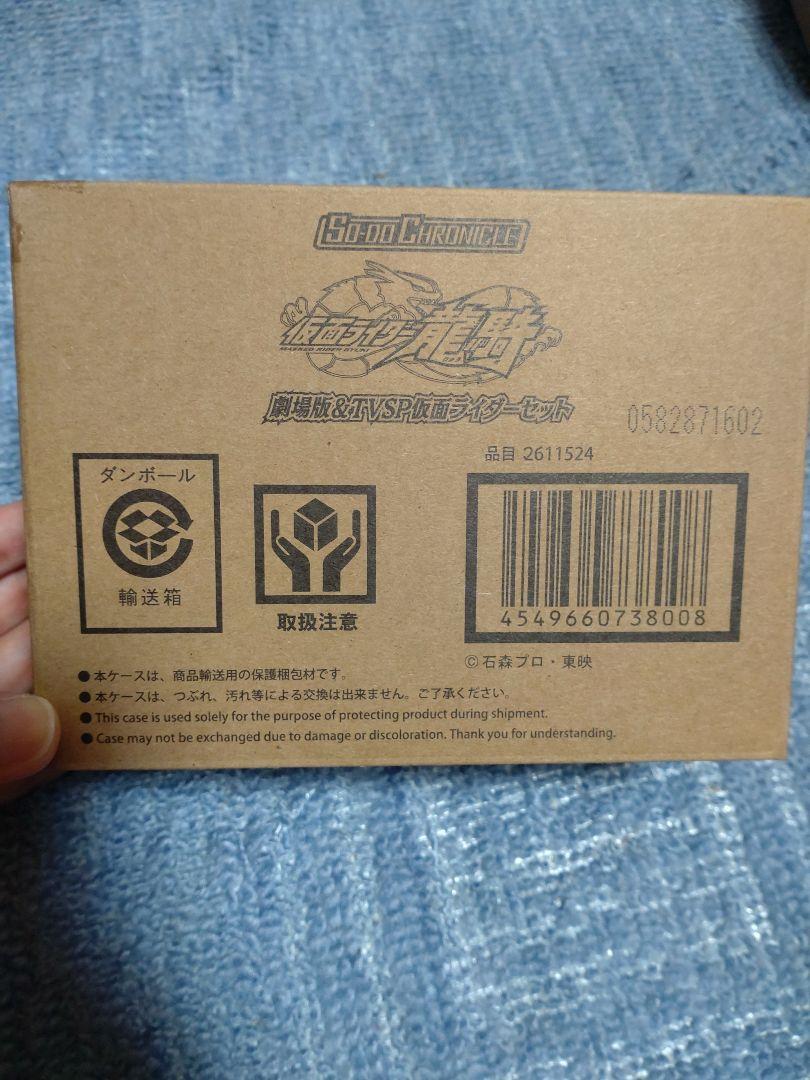 SO-DO CHRONICLE
仮面ライダー龍騎
MASKED RIDER RYUKI
劇場版&TVSP仮面ライダーセット
0582871602
品目 2611524
ダンボール
輸送箱
取扱注意
4549660738008
©石森プロ・東映
●本ケースは、商品輸送用の保護梱包材です。
●本ケースは、つぶれ、汚れ等による交換は出来ません。ご了承ください。
●This case is used solely for the purpose of protecting product during shipment.
●Case may not be exchanged due to damage or discoloration. Thank you for understanding.